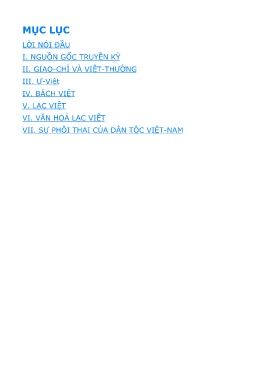 MỤC LỤC
LỜI NÓI ĐẦU
I. NGUỒN GỐC TRUYỀN KỲ
II. GIAO-CHỈ VÀ VIỆT-THƯỜNG
III. Ư-Việt
IV. BÁCH VIỆT
V. LẠC VIỆT
VI. VĂN HOÁ LẠC VIỆT
VII. SỰ PHÔI THAI CỦA DÂN TỘC VIỆT-NAM